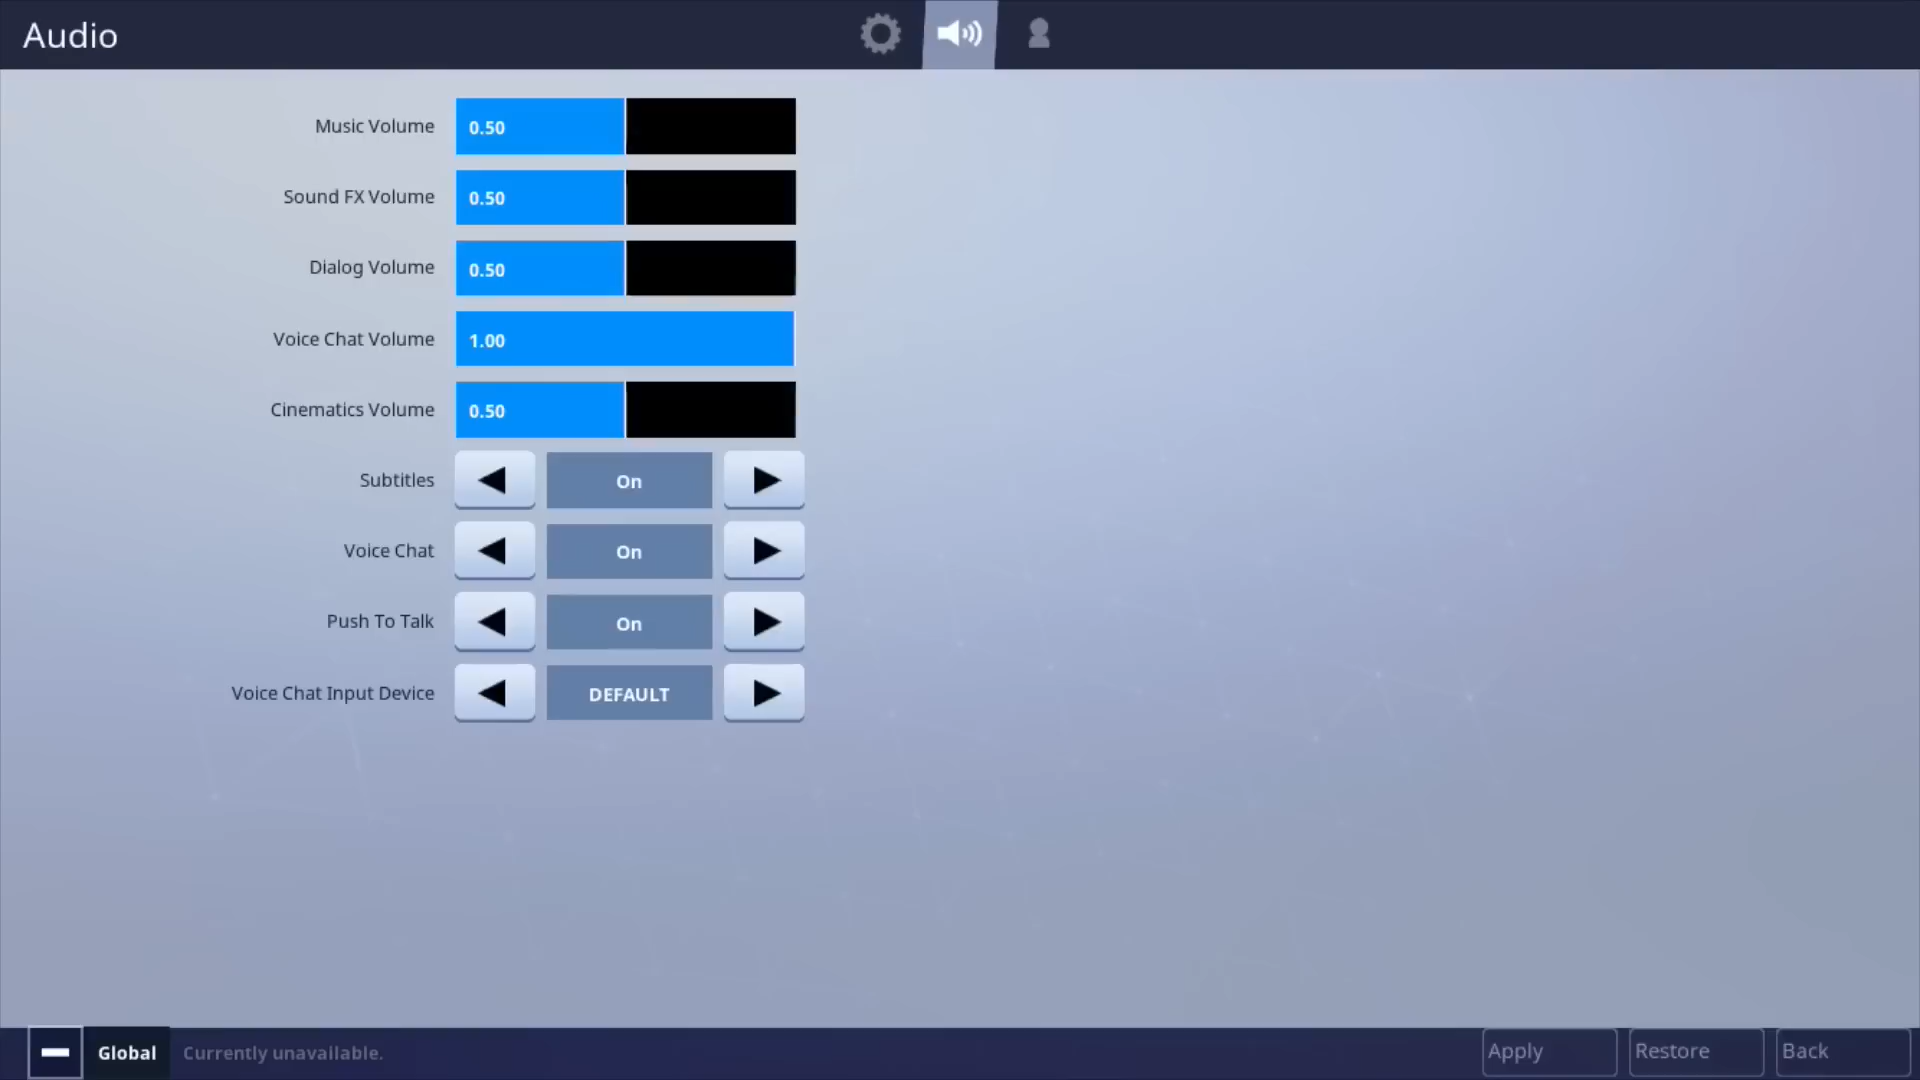 Audio
Music Volume 0.50
Sound FX Volume 0.50
Dialog Volume 0.50
Voice Chat Volume 1.00
Cinematics Volume 0.50
Subtitles On
Voice Chat On
Push To Talk On
Voice Chat Input Device DEFAULT
Global Currently unavailable. Apply Restore Back